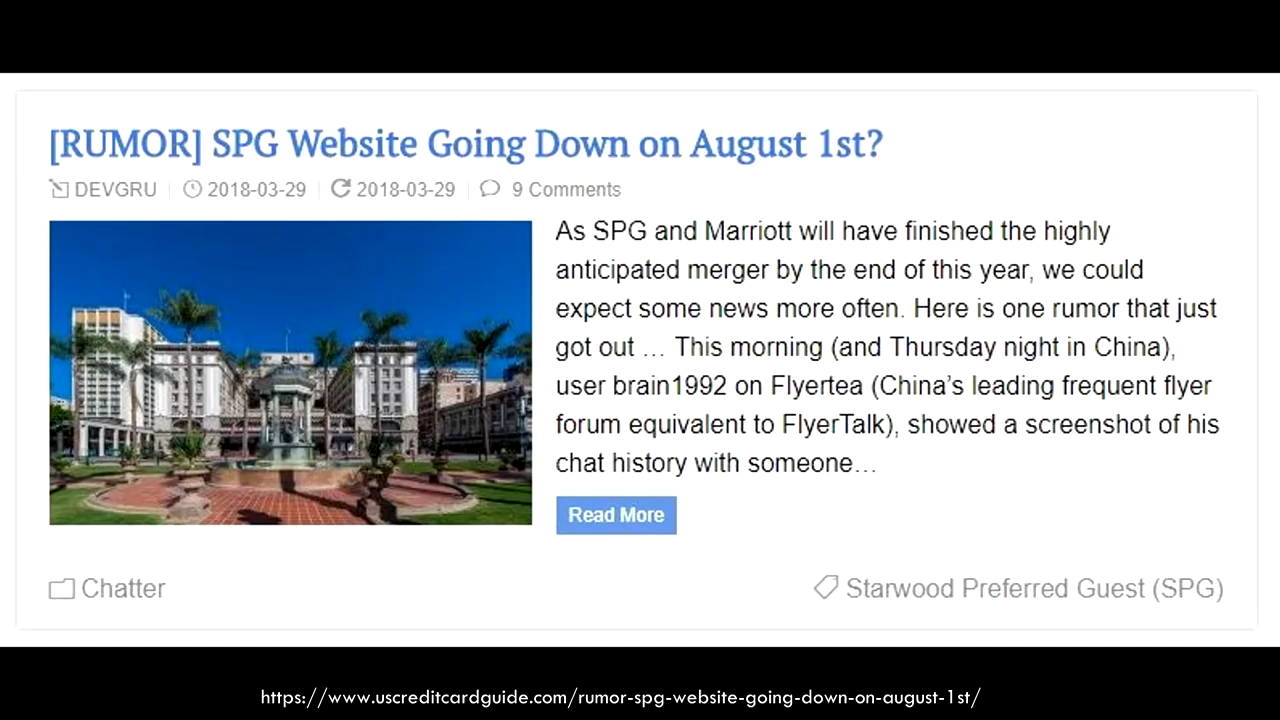 [RUMOR] SPG Website Going Down on August 1st?
DEVGRU 2018-03-29 2018-03-29 9 Comments
As SPG and Marriott will have finished the highly
anticipated merger by the end of this year, we could
expect some news more often. Here is one rumor that just
got out … This morning (and Thursday night in China),
user brain1992 on Flyertea (China’s leading frequent flyer
forum equivalent to FlyerTalk), showed a screenshot of his
chat history with someone…
Read More
Chatter
Starwood Preferred Guest (SPG)
https://www.uscreditcardguide.com/rumor-spg-website-going-down-on-august-1st/